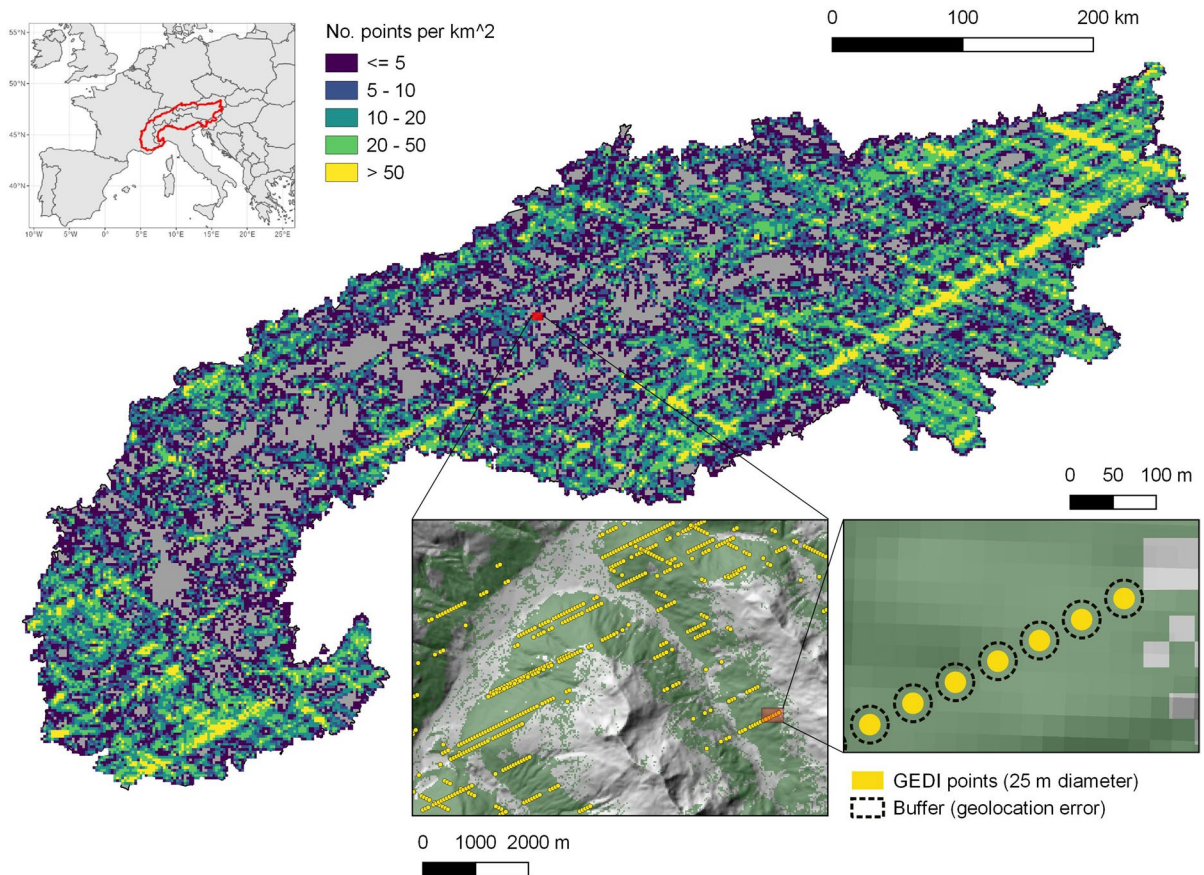 55°N
50°N
45°N
40°N
10°W 5°W 0°E 5°E 10°E 15°E 20°E 25°E
No. points per km^2
<= 5
5 - 10
10 - 20
20 - 50
> 50
0 100 200 km
0 50 100 m
GEDI points (25 m diameter)
Buffer (geolocation error)
0 1000 2000 m